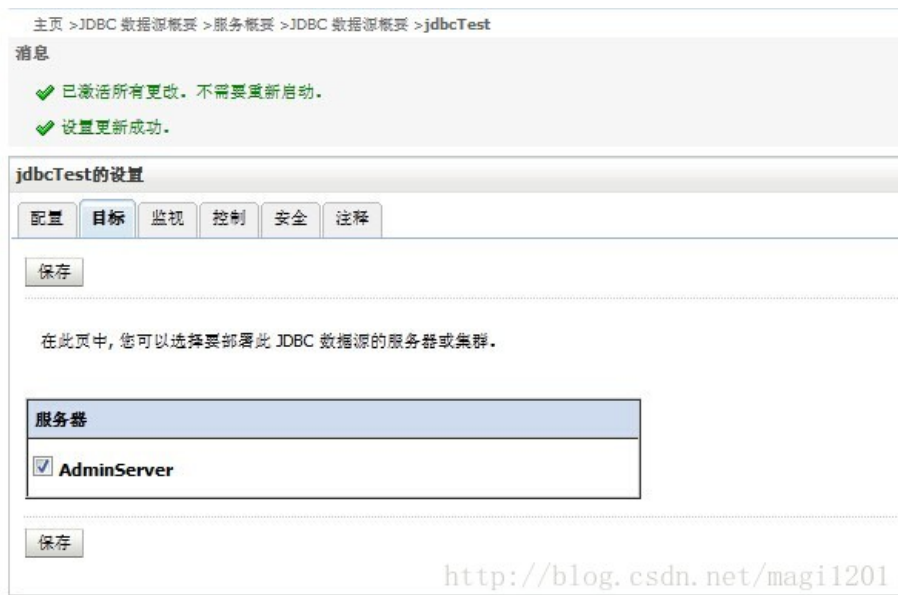 主页 >JDBC 数据源概要 >服务概要 >JDBC 数据源概要 >jdbcTest
消息
已激活所有更改. 不需要重新启动.
设置更新成功.
jdbcTest的设置
配置 目标 监视 控制 安全 注释
保存
在此页中, 您可以选择要部署此 JDBC 数据源的服务器或集群.
服务器
AdminServer
保存
http://blog.csdn.net/magi1201